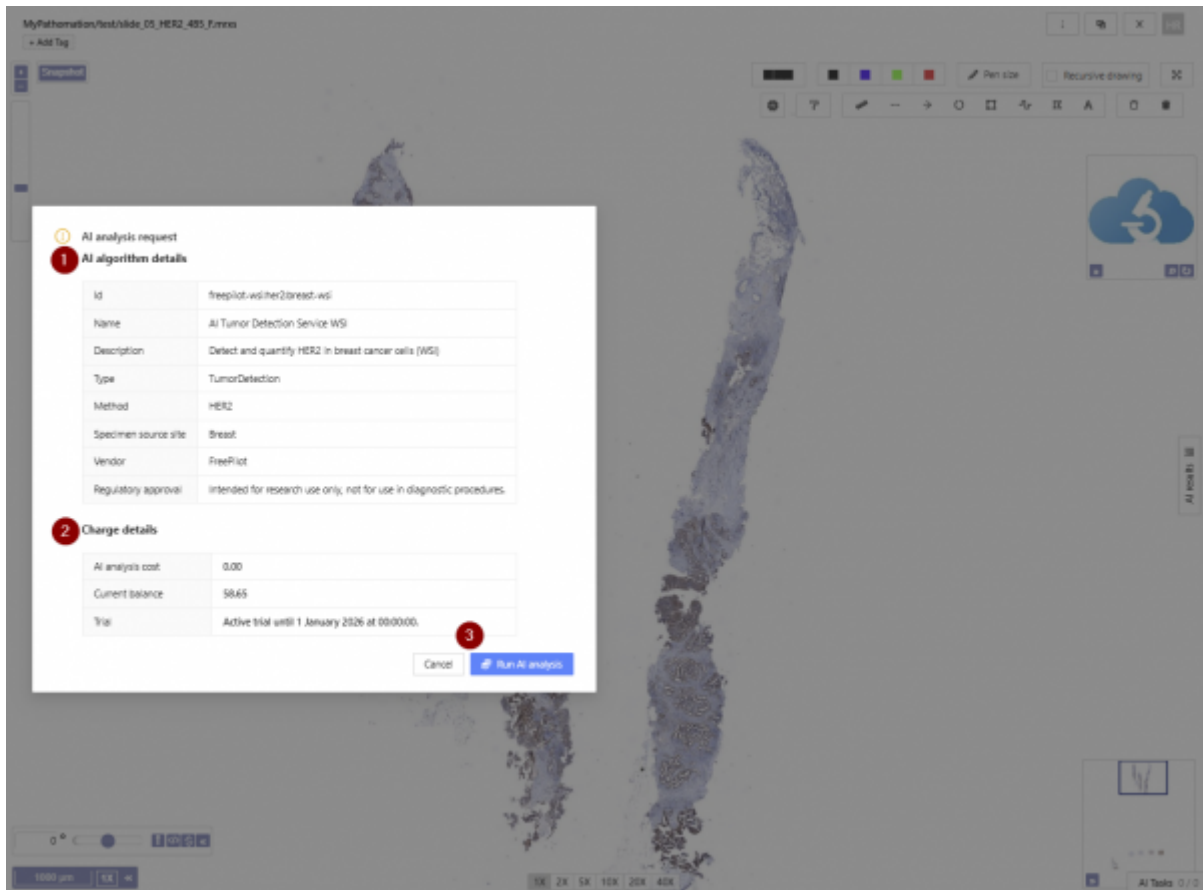 MyPathomation/test/slide_05_HER2_4B5_P.mrxs
+ Add Tag
Snapshot
Pen size
Recursive drawing
AI analysis request
1 AI algorithm details
Id freepilot-wsi:her2:breast-wsi
Name AI Tumor Detection Service WSI
Description Detect and quantify HER2 in breast cancer cells (WSI)
Type TumorDetection
Method HER2
Specimen source site Breast
Vendor FreePilot
Regulatory approval Intended for research use only, not for use in diagnostic procedures.
2 Charge details
AI analysis cost 0.00
Current balance 58.65
Trial Active trial until 1 January 2026 at 00:00:00.
3
Cancel Run AI analysis
AI results
0°
1000 µm 1X
1X 2X 5X 10X 20X 40X
AI Tasks 0 / 0